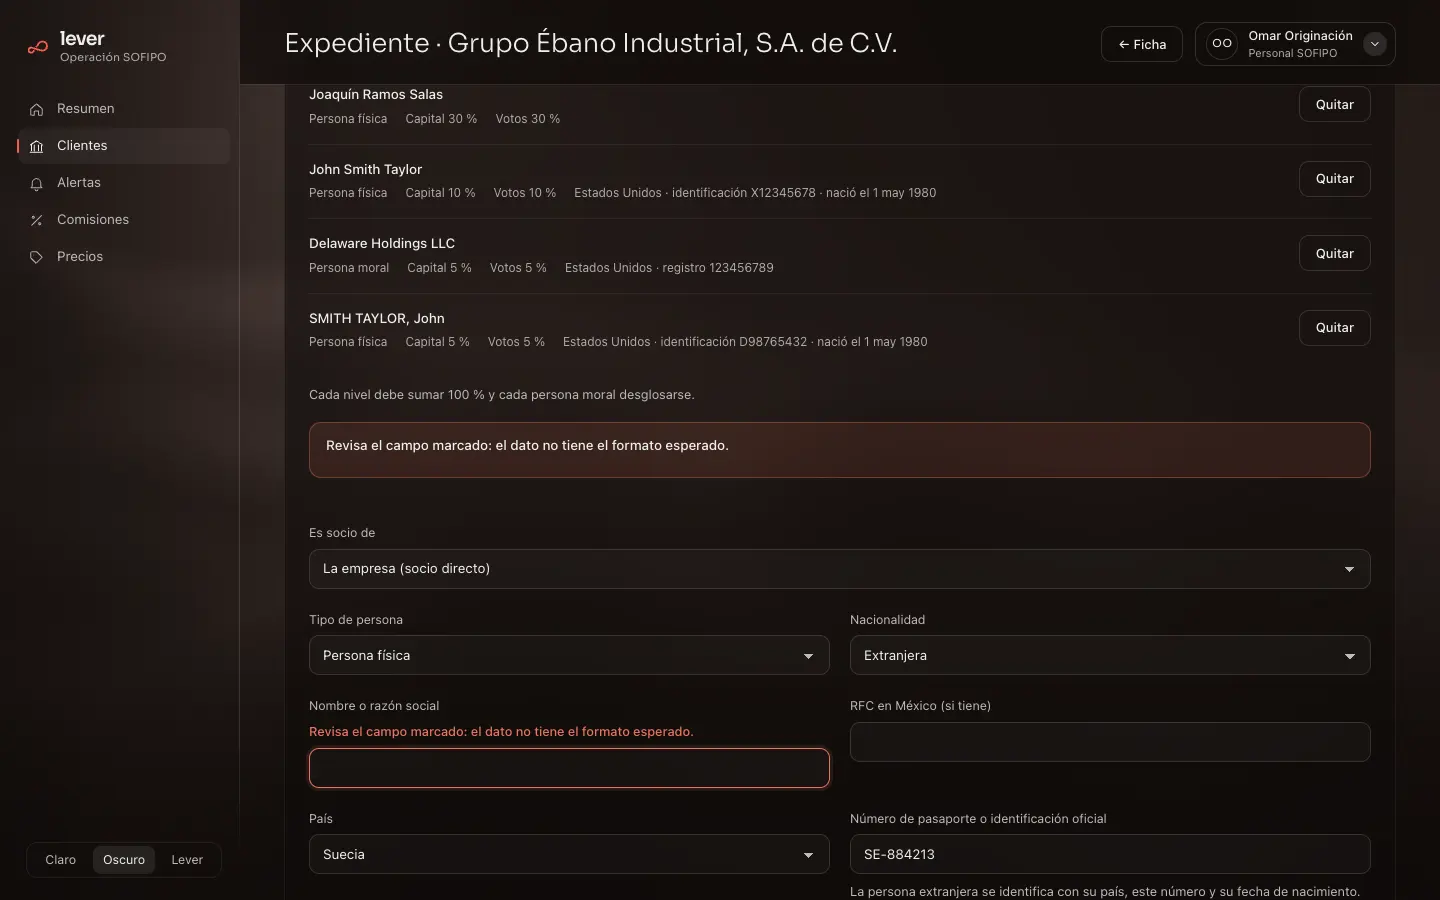 lever
Operación SOFIPO
Resumen
Clientes
Alertas
Comisiones
Precios
Claro
Oscuro
Lever
Expediente · Grupo Ébano Industrial, S.A. de C.V.
← Ficha
OO
Omar Originación
Personal SOFIPO
Joaquín Ramos Salas
Persona física Capital 30 % Votos 30 %
Quitar
John Smith Taylor
Persona física Capital 10 % Votos 10 % Estados Unidos · identificación X12345678 · nació el 1 may 1980
Quitar
Delaware Holdings LLC
Persona moral Capital 5 % Votos 5 % Estados Unidos · registro 123456789
Quitar
SMITH TAYLOR, John
Persona física Capital 5 % Votos 5 % Estados Unidos · identificación D98765432 · nació el 1 may 1980
Quitar
Cada nivel debe sumar 100 % y cada persona moral desglosarse.
Revisa el campo marcado: el dato no tiene el formato esperado.
Es socio de
La empresa (socio directo)
Tipo de persona
Persona física
Nacionalidad
Extranjera
Nombre o razón social
Revisa el campo marcado: el dato no tiene el formato esperado.
RFC en México (si tiene)
País
Suecia
Número de pasaporte o identificación oficial
SE-884213
La persona extranjera se identifica con su país, este número y su fecha de nacimiento.